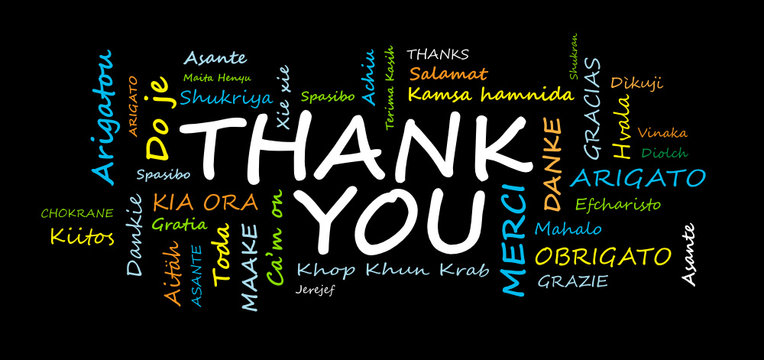 Arigatou
ARIGATO
Do je
Asante
Maita Henyu
Shukriya
Xie xie
Spasibo
Achiu
Terima Kasih
THANKS
Salamat
Kamsa hamnida
Shukran
GRACIAS
Dìkuji
Hvala
Vinaka
Diolch
THANK
YOU
Spasibo
DANKE
ARIGATO
CHOKRANE
Kiitos
Dankie
KIA ORA
Gratia
Aitäh
ASANTE
Toda
MAAKE
Ca'm on
Khop Khun Krab
Jerejef
MERCI
Efcharisto
Mahalo
OBRIGATO
GRAZIE
Asante